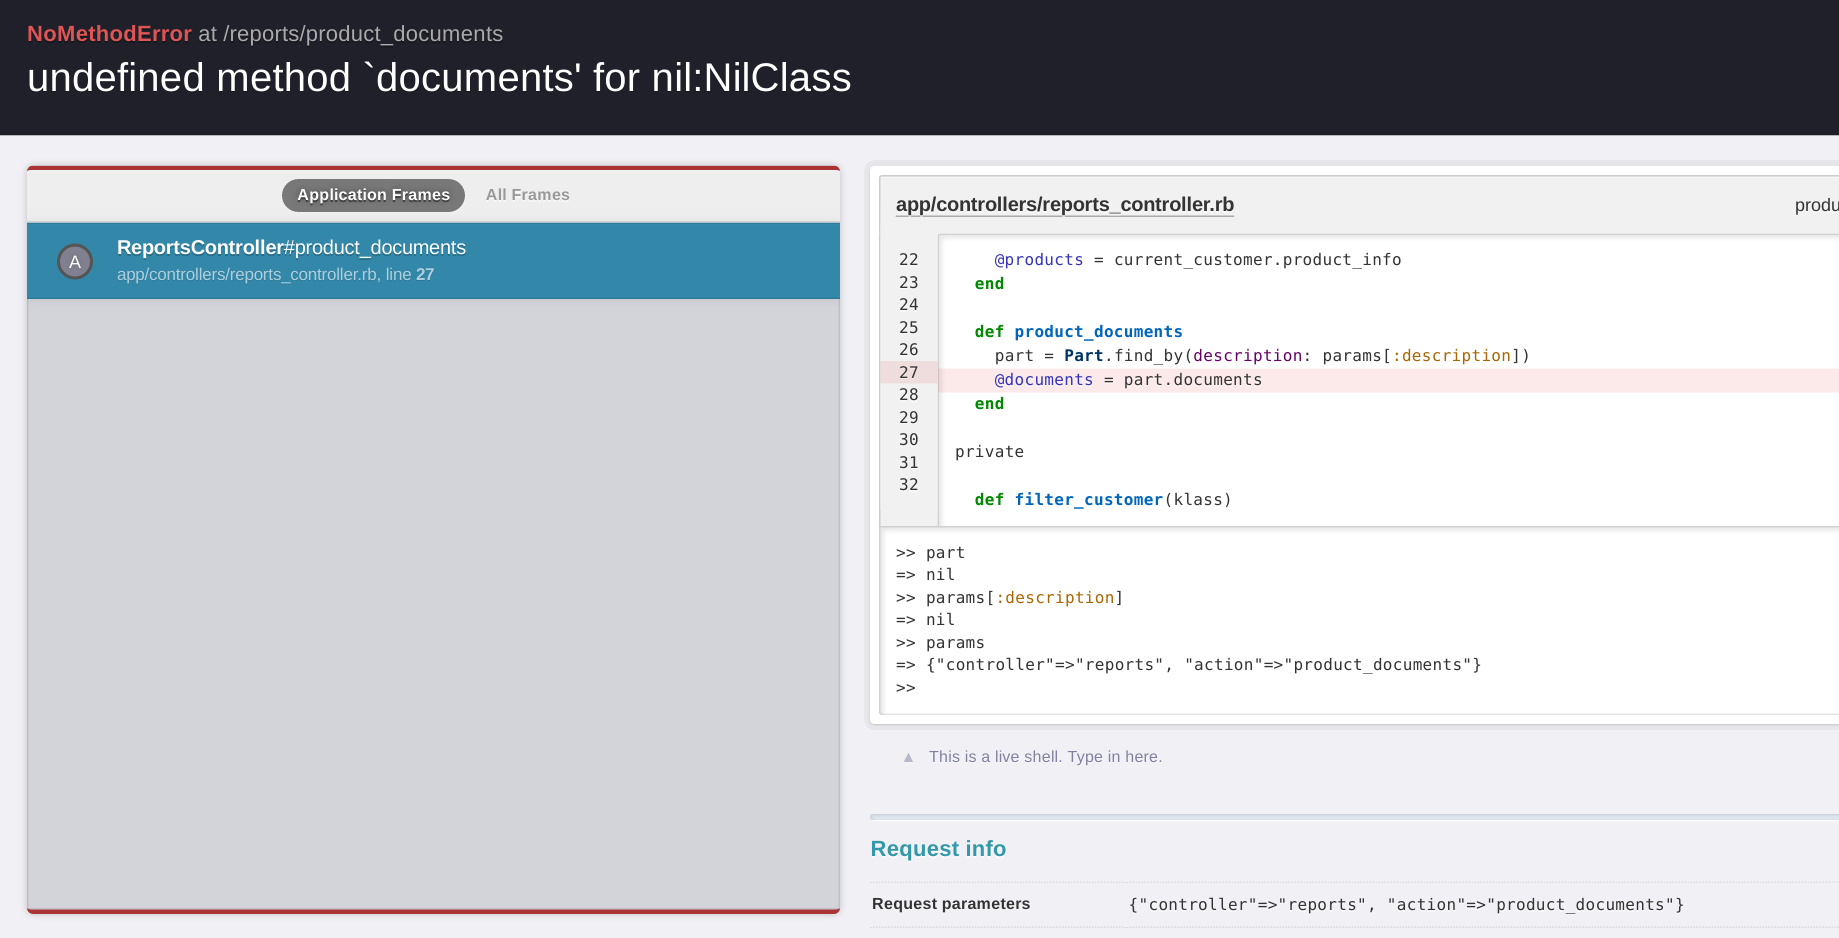 NoMethodError at /reports/product_documents
undefined method `documents' for nil:NilClass
Application Frames All Frames
A
ReportsController#product_documents
app/controllers/reports_controller.rb, line 27
app/controllers/reports_controller.rb
22 @products = current_customer.product_info
23 end
24
25 def product_documents
26 part = Part.find_by(description: params[:description])
27 @documents = part.documents
28 end
29
30 private
31
32 def filter_customer(klass)
>> part
=> nil
>> params[:description]
=> nil
>> params
=> {"controller"=>"reports", "action"=>"product_documents"}
>>
▲ This is a live shell. Type in here.
Request info
Request parameters {"controller"=>"reports", "action"=>"product_documents"}